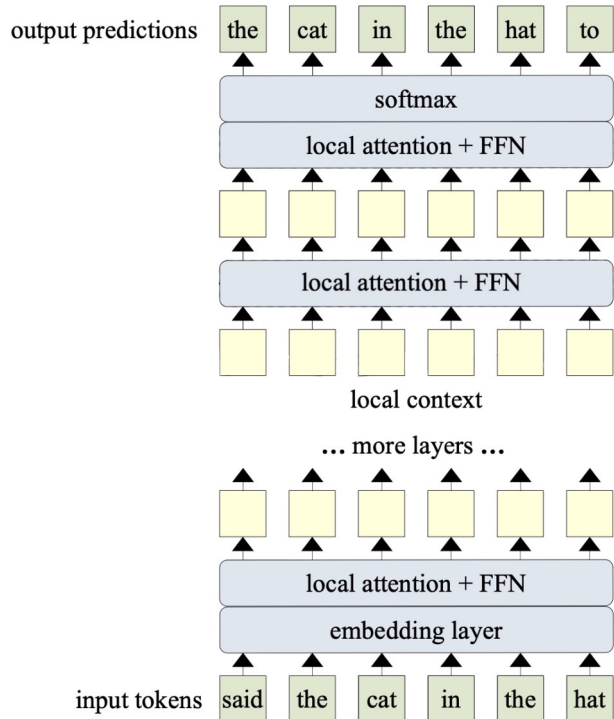 output predictions the cat in the hat to
softmax
local attention + FFN
local attention + FFN
local context
... more layers ...
local attention + FFN
embedding layer
input tokens said the cat in the hat